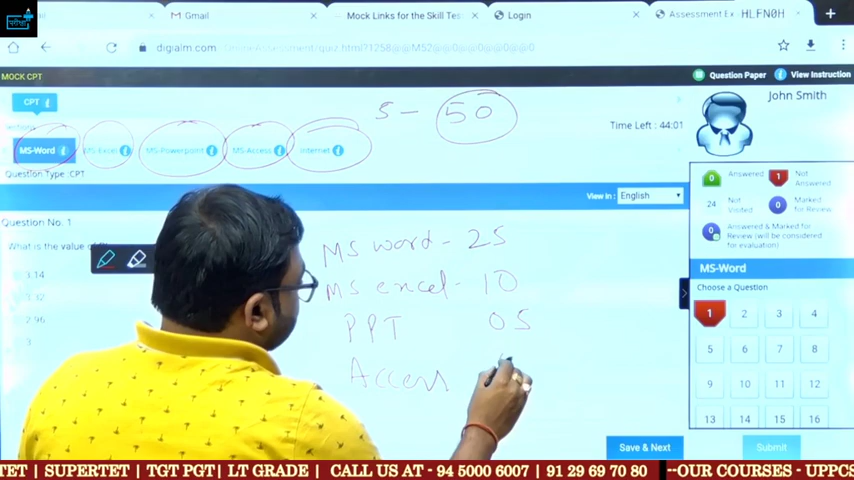 परीक्षा
Gmail
Mock Links for the Skill Tes
Login
Assessment Ex
HLFN0H
digialm.com
MOCK CPT
Question Paper
View Instruction
CPT
5 - 50
John Smith
Time Left : 44:01
MS-Word
MS-Excel
MS-Powerpoint
MS-Access
Internet
Question Type :CPT
0 Answered
1 Not Answered
24 Not Visited
0 Marked for Review
0 Answered & Marked for Review (will be considered for evaluation)
View in : English
Question No. 1
What is the value of
3.14
2.96
3
MS word - 25
MS excel - 10
PPT 05
Access
MS-Word
Choose a Question
1 2 3 4
5 6 7 8
9 10 11 12
13 14 15 16
Save & Next
Submit
TET | SUPERTET | TGT PGT| LT GRADE | CALL US AT - 94 5000 6007 | 91 29 69 70 80 --OUR COURSES - UPPCS